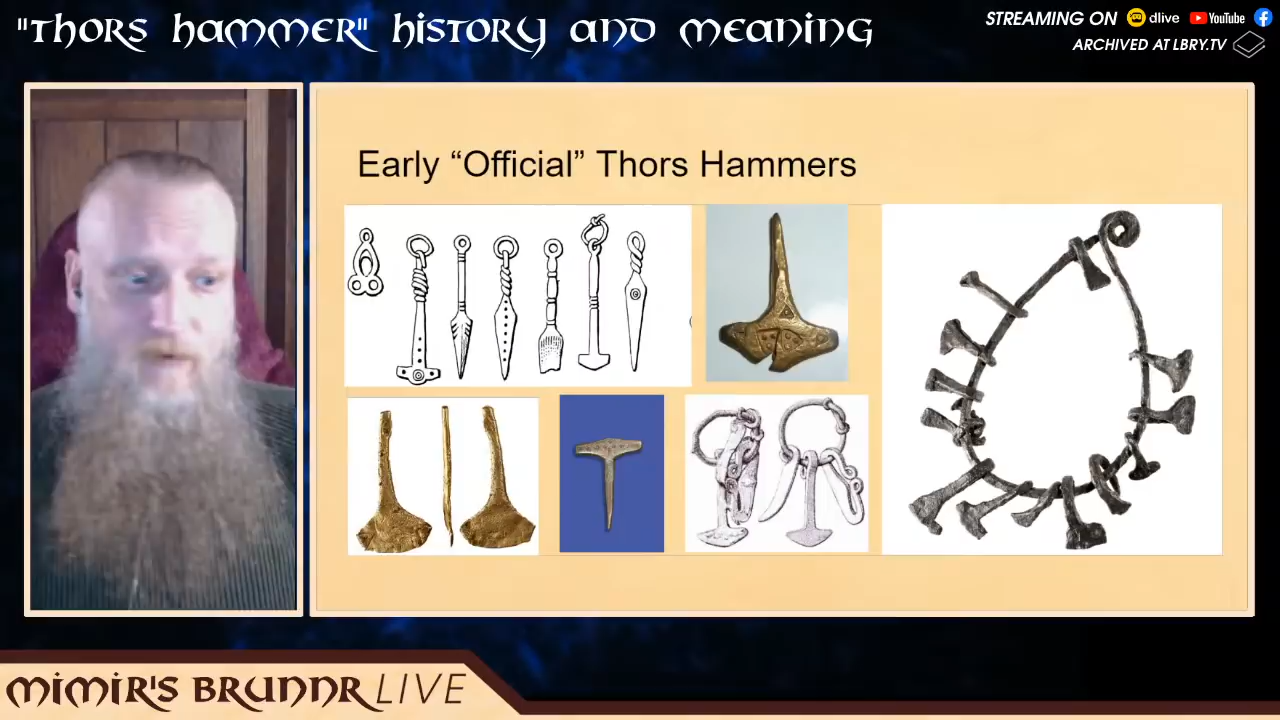 "THORS HAMMER" HISTORY AND MEANING
STREAMING ON dlive YouTube
ARCHIVED AT LBRY.TV
Early “Official” Thors Hammers
MIMIR'S BRUNNR LIVE